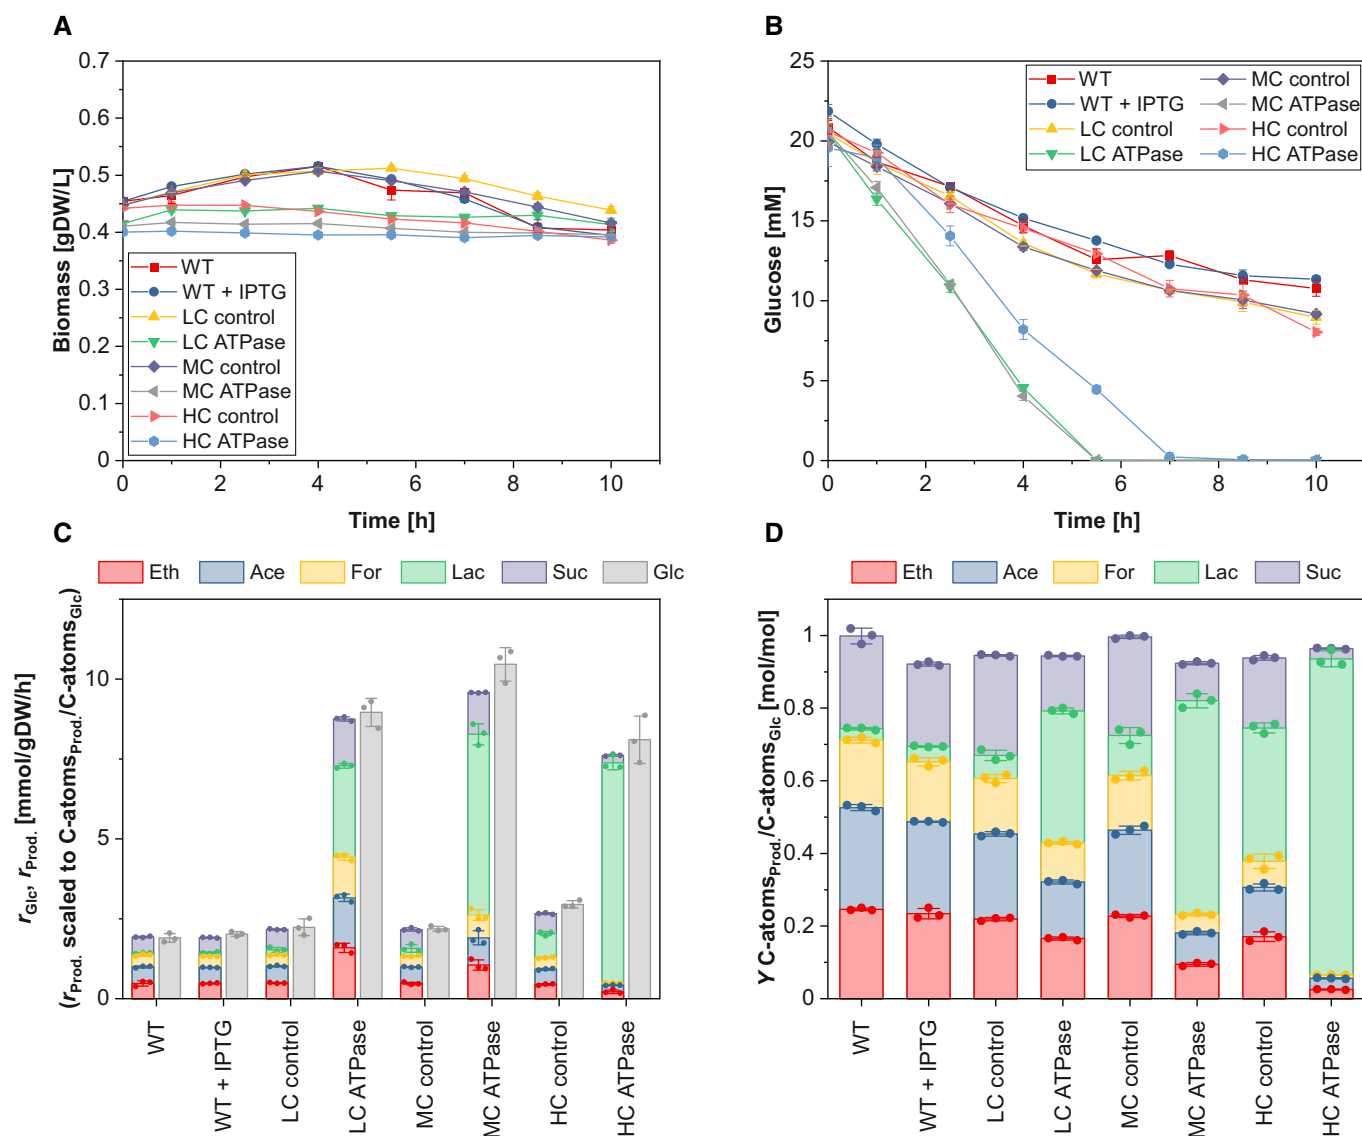 A
Biomass [gDW/L]
0.7
0.6
0.5
0.4
0.3
0.2
0.1
0
WT
WT + IPTG
LC control
LC ATPase
MC control
MC ATPase
HC control
HC ATPase
0 2 4 6 8 10
Time [h]
B
Glucose [mM]
25
20
15
10
5
0
WT MC control
WT + IPTG MC ATPase
LC control HC control
LC ATPase HC ATPase
0 2 4 6 8 10
Time [h]
C
Eth Ace For Lac Suc Glc
rGlc, rProd. [mmol/gDW/h]
(rProd. scaled to C-atomsProd./C-atomsGlc)
10
5
0
WT
WT + IPTG
LC control
LC ATPase
MC control
MC ATPase
HC control
HC ATPase
D
Eth Ace For Lac Suc
Y C-atomsProd./C-atomsGlc [mol/mol]
1
0.8
0.6
0.4
0.2
0
WT
WT + IPTG
LC control
LC ATPase
MC control
MC ATPase
HC control
HC ATPase